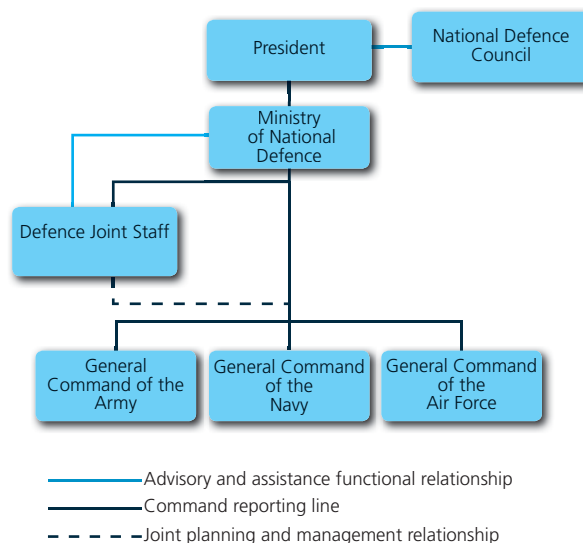 President
National Defence
Council
Ministry
of National
Defence
Defence Joint Staff
General
Command of the
Army
General Command
of the
Navy
General Command
of the
Air Force
Advisory and assistance functional relationship
Command reporting line
Joint planning and management relationship